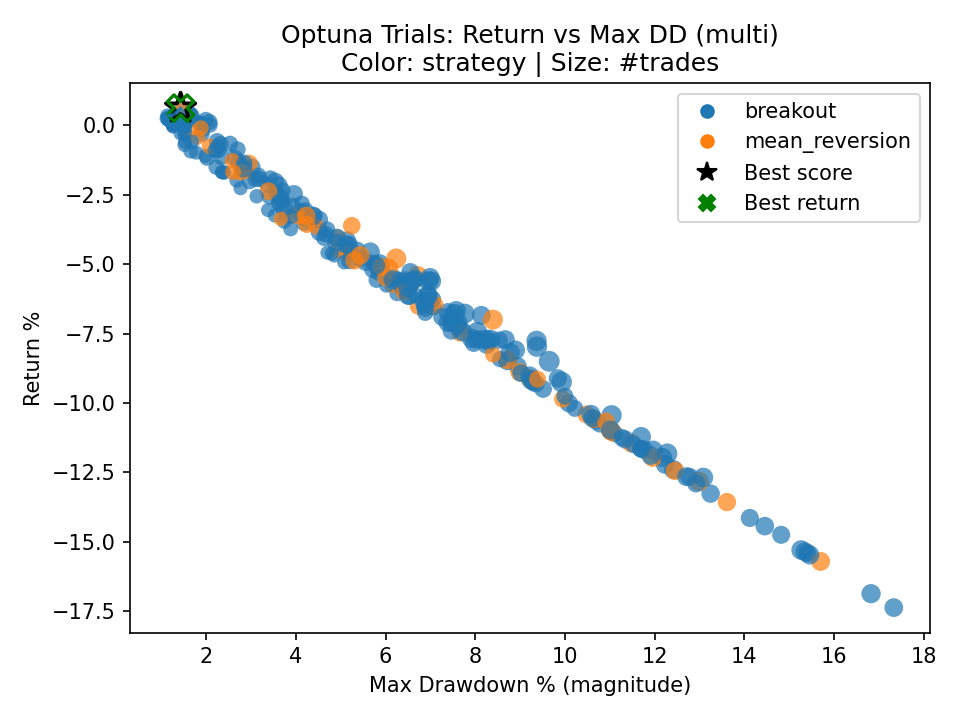 Optuna Trials: Return vs Max DD (multi)
Color: strategy | Size: #trades
breakout
mean_reversion
Best score
Best return
Return %
0.0
−2.5
−5.0
−7.5
−10.0
−12.5
−15.0
−17.5
2 4 6 8 10 12 14 16 18
Max Drawdown % (magnitude)